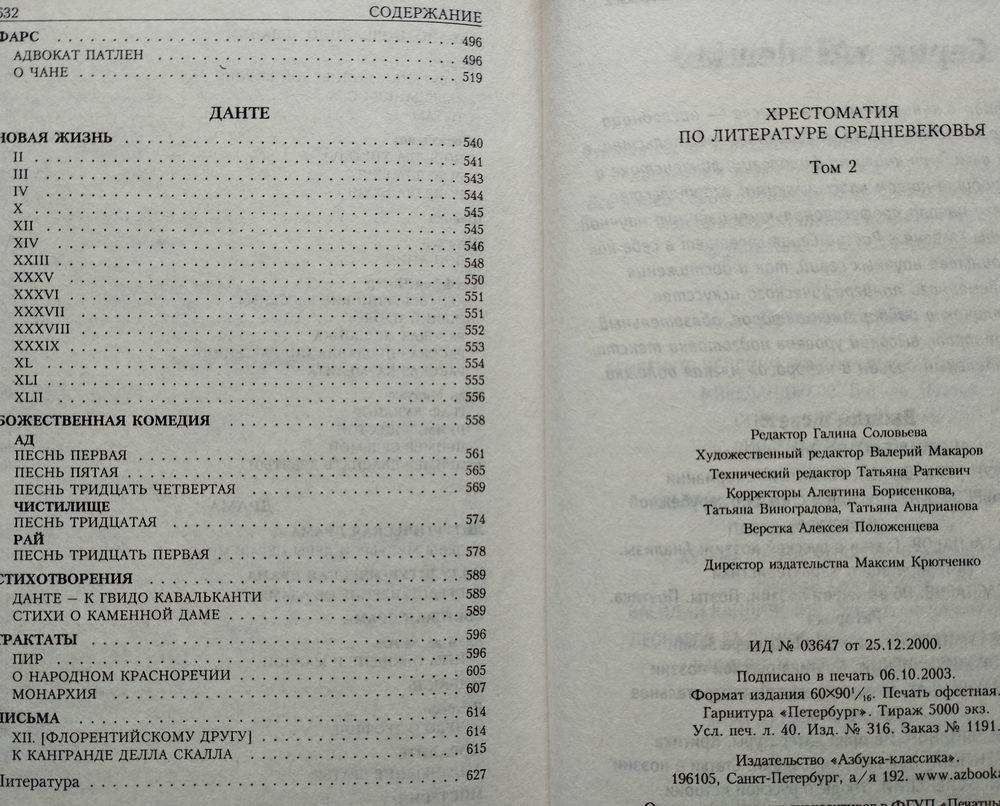 632 СОДЕРЖАНИЕ
ФАРС . . . 496
АДВОКАТ ПАТЛЕН . . . 496
О ЧАНЕ . . . 519
ДАНТЕ
НОВАЯ ЖИЗНЬ . . . 540
II . . . 541
III . . . 543
IV . . . 544
X . . . 545
XII . . . 545
XIV . . . 546
XXIII . . . 548
XXXV . . . 550
XXXVI . . . 551
XXXVII . . . 551
XXXVIII . . . 552
XXXIX . . . 553
XL . . . 554
XLI . . . 555
XLII . . . 556
БОЖЕСТВЕННАЯ КОМЕДИЯ . . . 558
АД
ПЕСНЬ ПЕРВАЯ . . . 561
ПЕСНЬ ПЯТАЯ . . . 565
ПЕСНЬ ТРИДЦАТЬ ЧЕТВЕРТАЯ . . . 569
ЧИСТИЛИЩЕ
ПЕСНЬ ТРИДЦАТАЯ . . . 574
РАЙ
ПЕСНЬ ТРИДЦАТЬ ПЕРВАЯ . . . 578
СТИХОТВОРЕНИЯ . . . 589
ДАНТЕ — К ГВИДО КАВАЛЬКАНТИ . . . 589
СТИХИ О КАМЕННОЙ ДАМЕ . . . 589
ТРАКТАТЫ . . . 596
ПИР . . . 596
О НАРОДНОМ КРАСНОРЕЧИИ . . . 605
МОНАРХИЯ . . . 607
ПИСЬМА . . . 614
XII. [ФЛОРЕНТИЙСКОМУ ДРУГУ] . . . 614
К КАНГРАНДЕ ДЕЛЛА СКАЛЛА . . . 615
Литература . . . 627
ХРЕСТОМАТИЯ
ПО ЛИТЕРАТУРЕ СРЕДНЕВЕКОВЬЯ
Том 2
Редактор Галина Соловьева
Художественный редактор Валерий Макаров
Технический редактор Татьяна Раткевич
Корректоры Алевтина Борисенкова,
Татьяна Виноградова, Татьяна Андрианова
Верстка Алексея Положенцева
Директор издательства Максим Крютченко
ИД № 03647 от 25.12.2000.
Подписано в печать 06.10.2003.
Формат издания 60×90¹/₁₆. Печать офсетная.
Гарнитура «Петербург». Тираж 5000 экз.
Усл. печ. л. 40. Изд. № 316. Заказ № 1191.
Издательство «Азбука-классика».
196105, Санкт-Петербург, а/я 192. www.azbooka
в ФГУП «Печатны